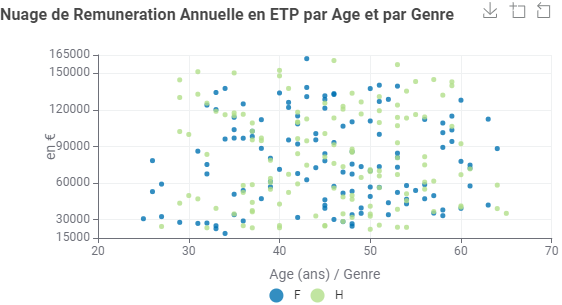 Nuage de Remuneration Annuelle en ETP par Age et par Genre
en €
165000
150000
120000
90000
60000
30000
15000
20 30 40 50 60 70
Age (ans) / Genre
F H